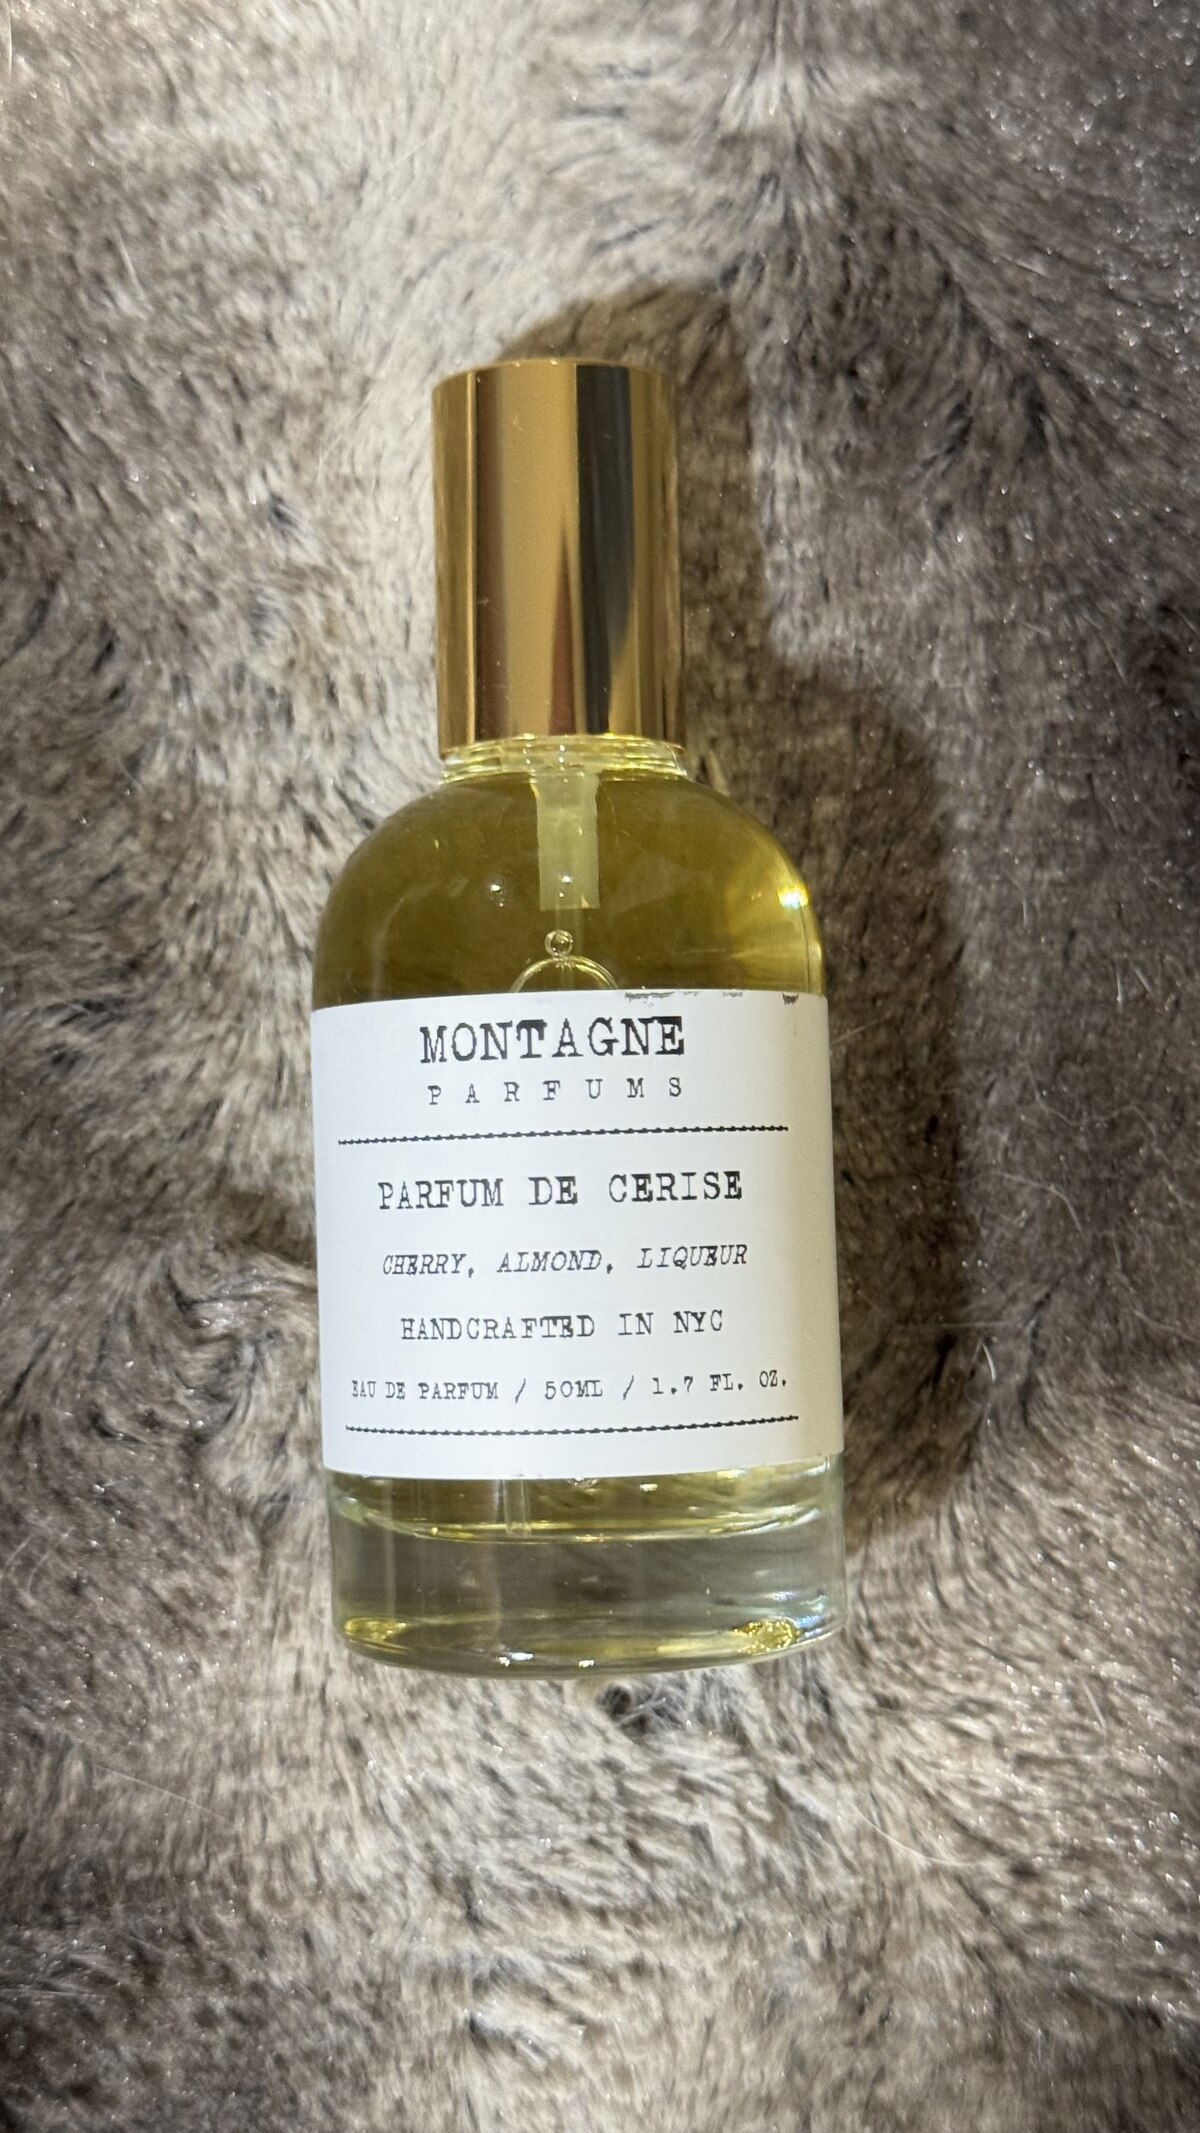 MONTAGNE
PARFUMS
PARFUM DE CERISE
CHERRY, ALMOND, LIQUEUR
HANDCRAFTED IN NYC
EAU DE PARFUM / 50ML / 1.7 FL. OZ.